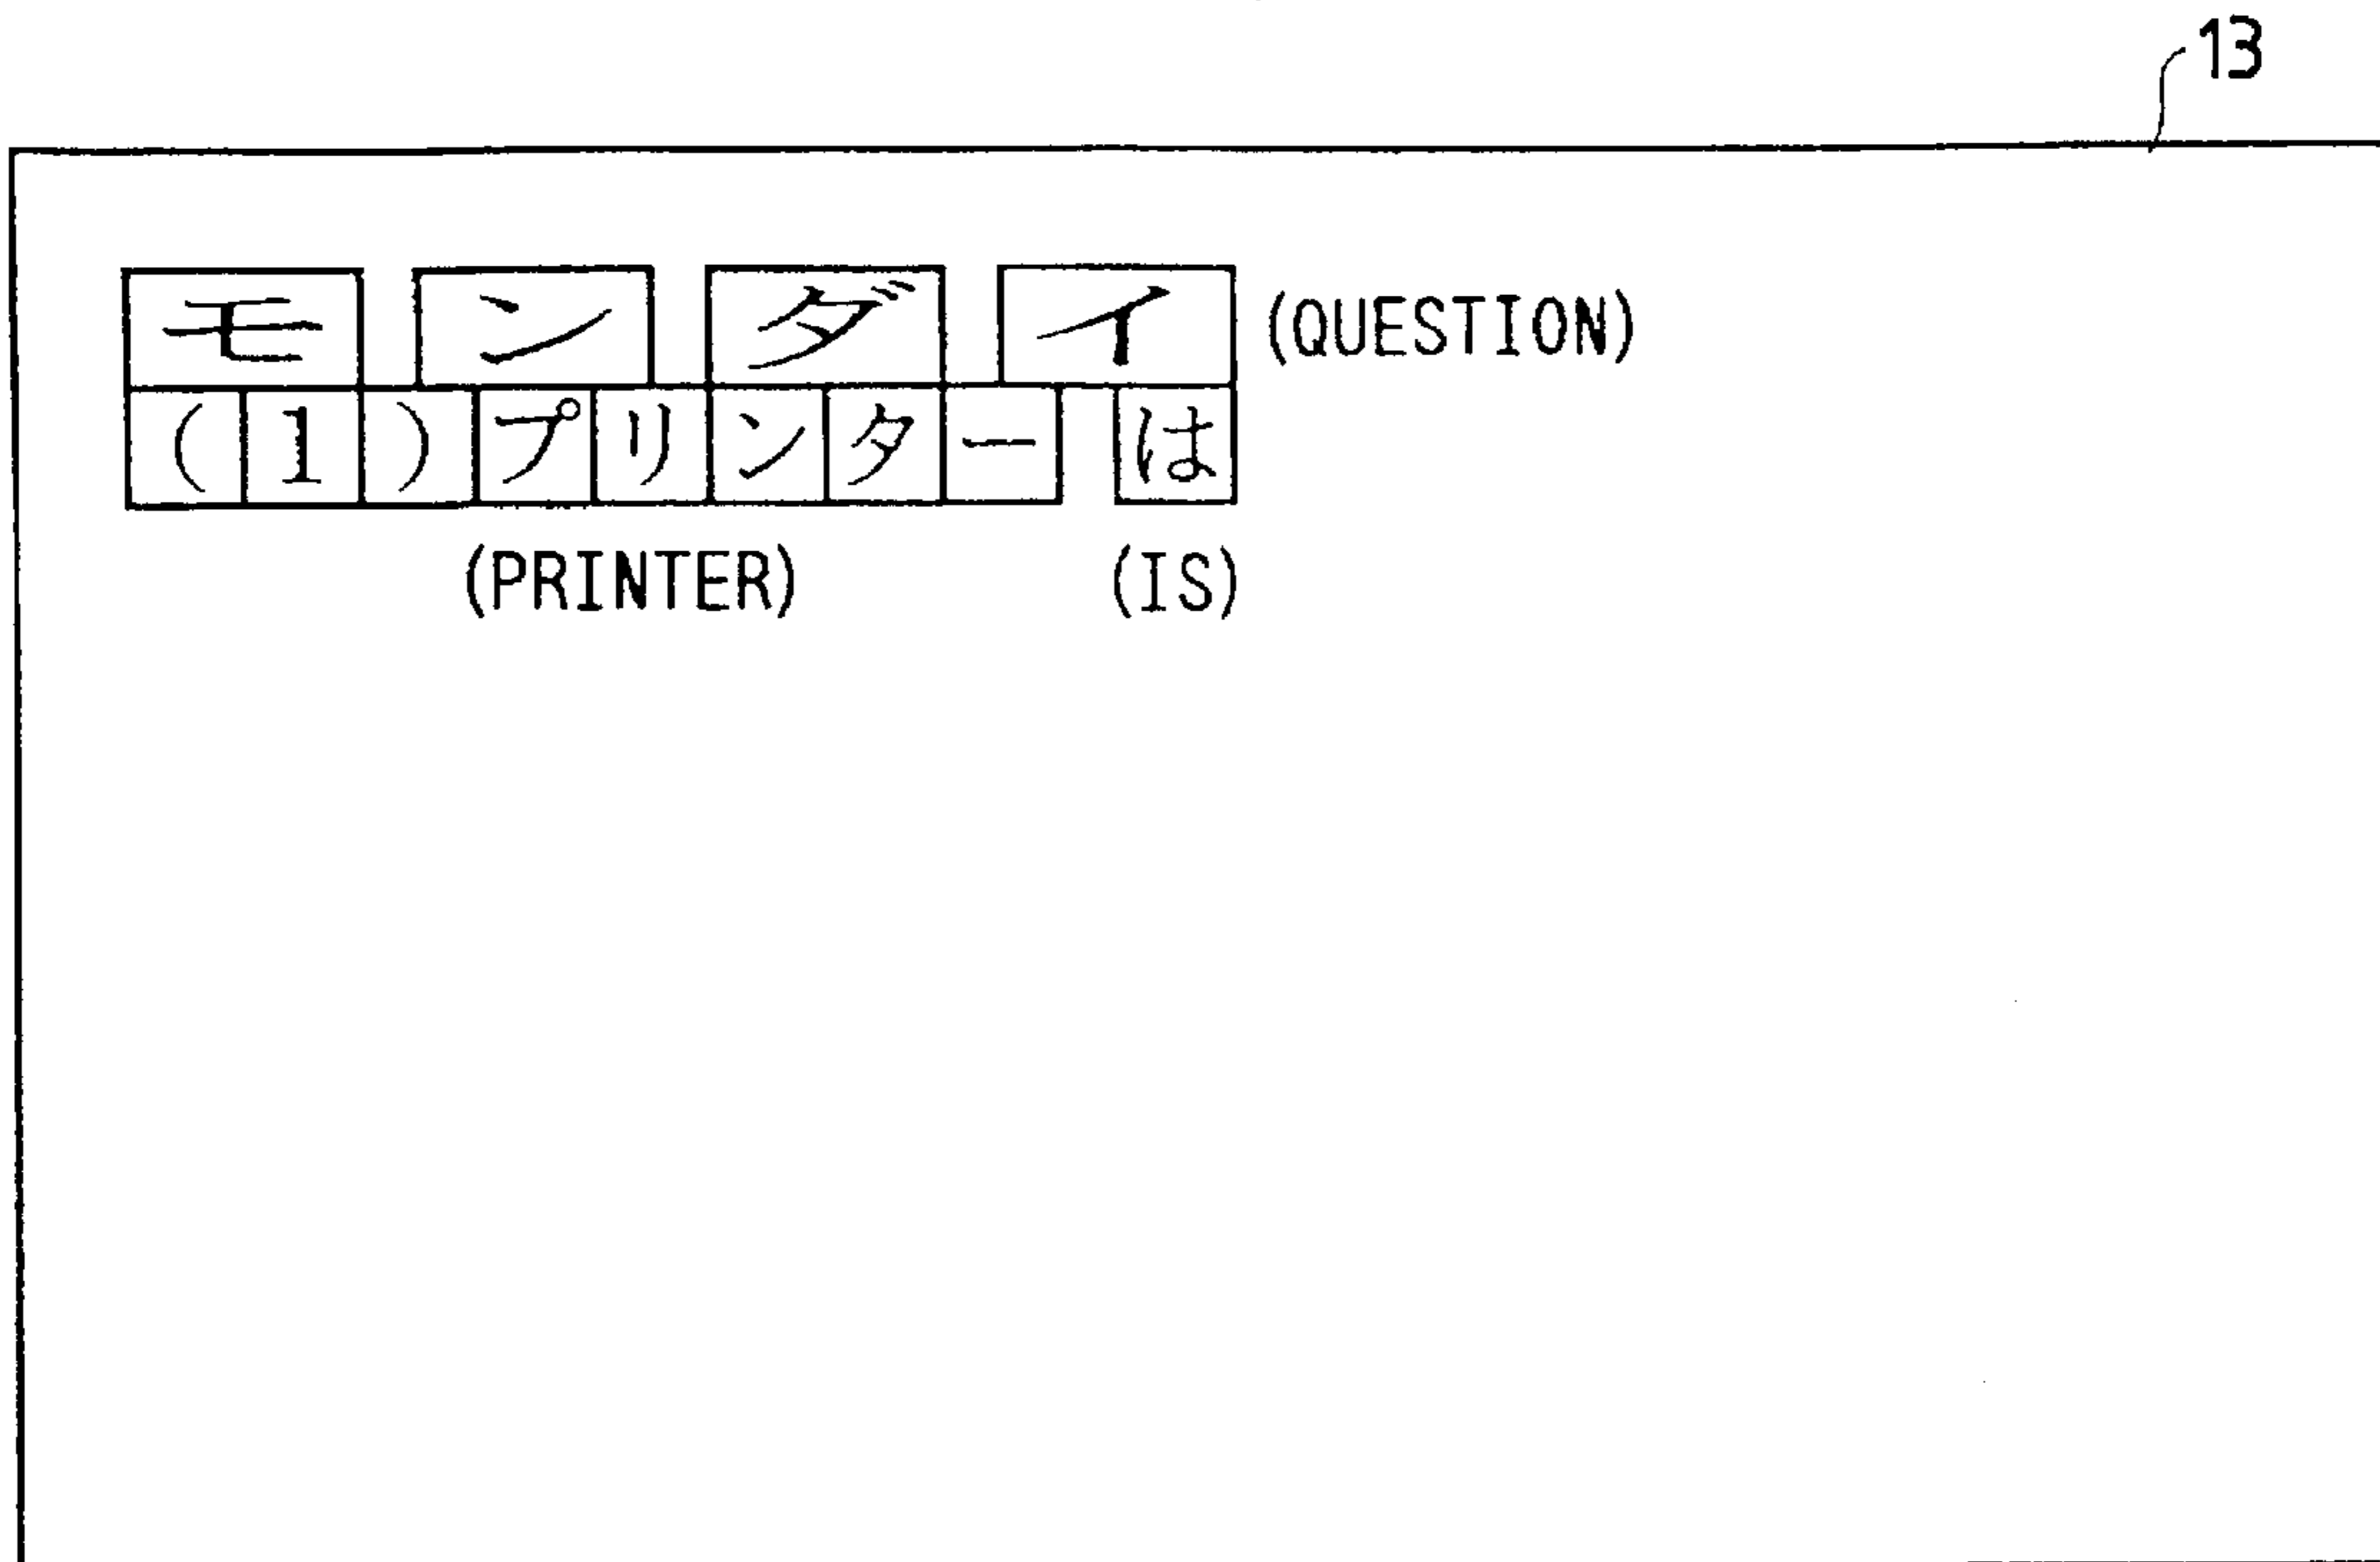 13
モンダイ (QUESTION)
(1)プリンター は
(PRINTER) (IS)